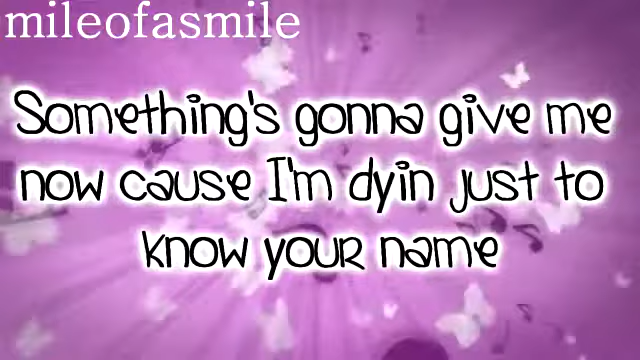 mileofasmile
Something's gonna give me
now cause I'm dyin just to
know your name